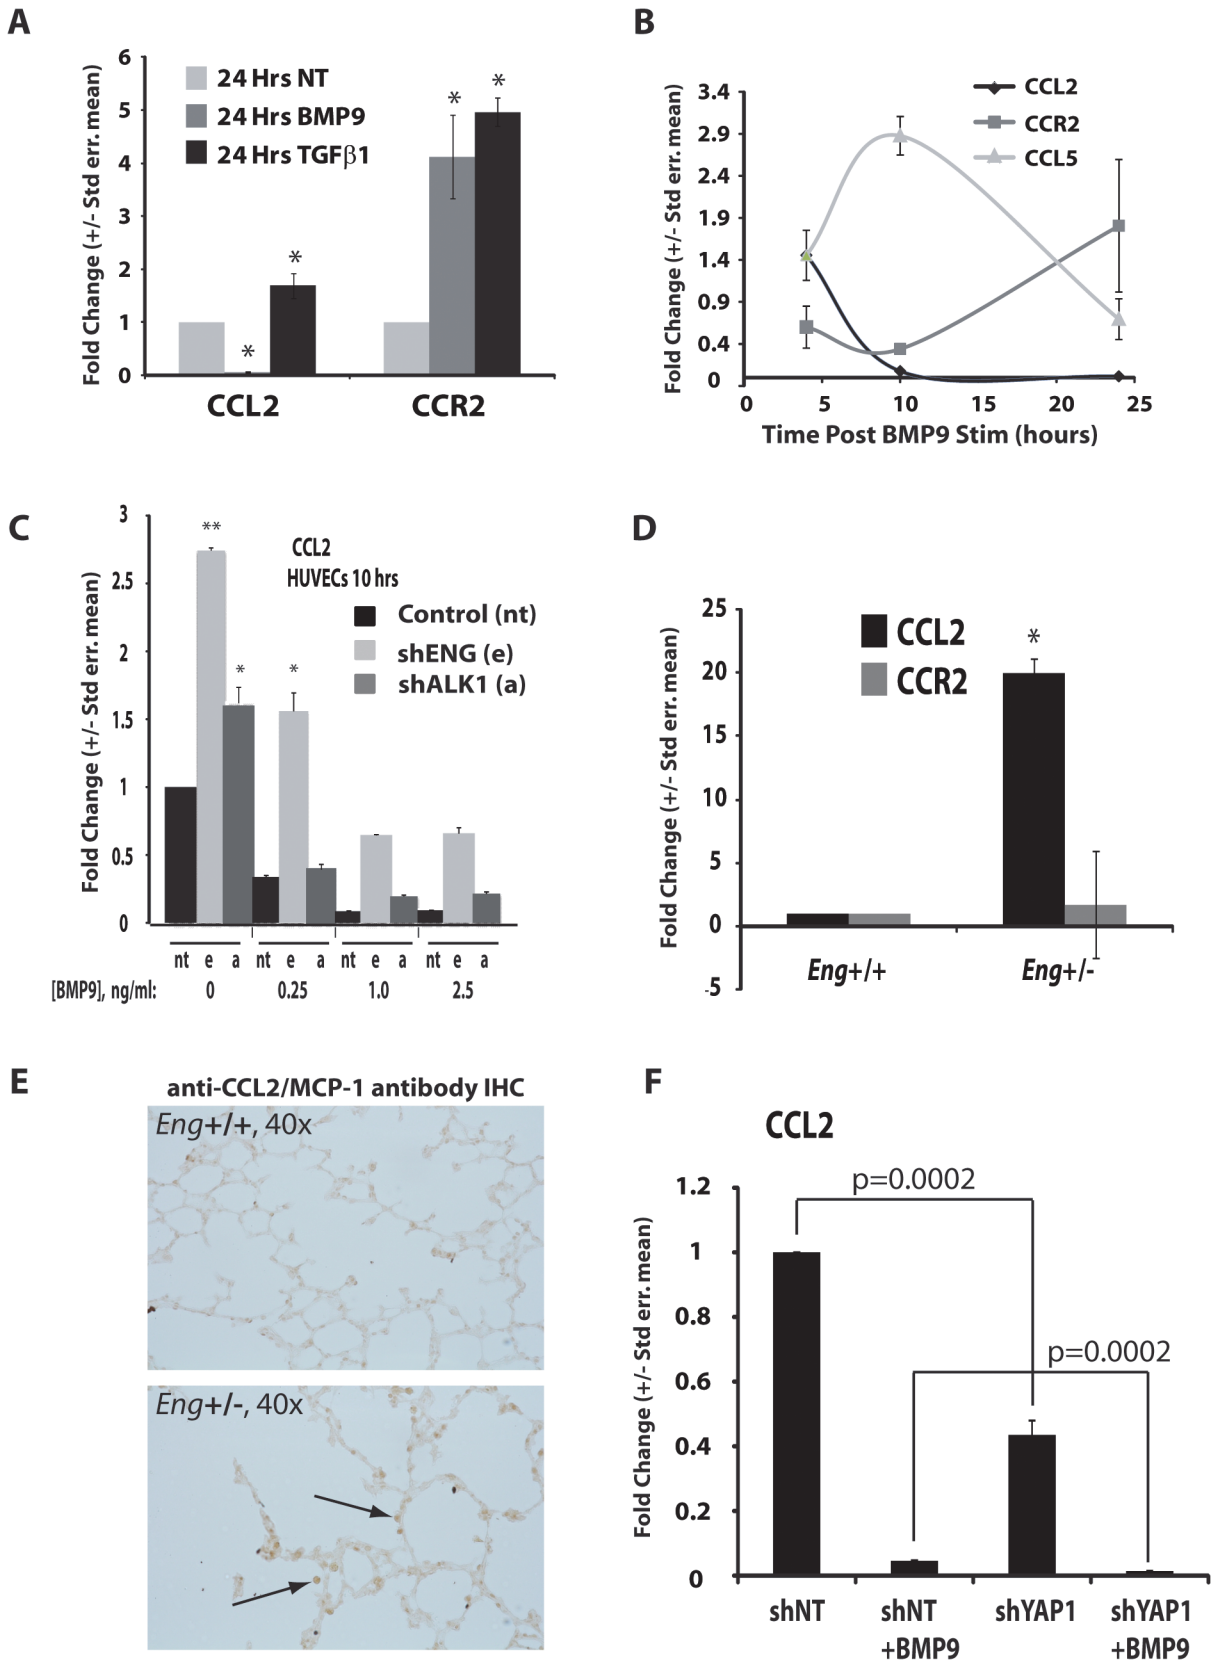 A
Fold Change (+/- Std err. mean)
6
5
4
3
2
1
0
24 Hrs NT
24 Hrs BMP9
24 Hrs TGFβ1
*
*
*
*
CCL2
CCR2
B
Fold Change (+/- Std err. mean)
3.4
2.9
2.4
1.9
1.4
0.9
0.4
0
CCL2
CCR2
CCL5
0
5
10
15
20
25
Time Post BMP9 Stim (hours)
C
Fold Change (+/- Std err. mean)
3
2.5
2
1.5
1
0.5
0
CCL2
HUVECs 10 hrs
Control (nt)
shENG (e)
shALK1 (a)
**
*
*
nt e a nt e a nt e a nt e a
[BMP9], ng/ml: 0 0.25 1.0 2.5
D
Fold Change (+/- Std err. mean)
25
20
15
10
5
0
-5
CCL2
CCR2
*
Eng+/+
Eng+/-
E
anti-CCL2/MCP-1 antibody IHC
Eng+/+, 40x
Eng+/-, 40x
F
CCL2
Fold Change (+/- Std err. mean)
1.2
1
0.8
0.6
0.4
0.2
0
p=0.0002
p=0.0002
shNT
shNT
+BMP9
shYAP1
shYAP1
+BMP9